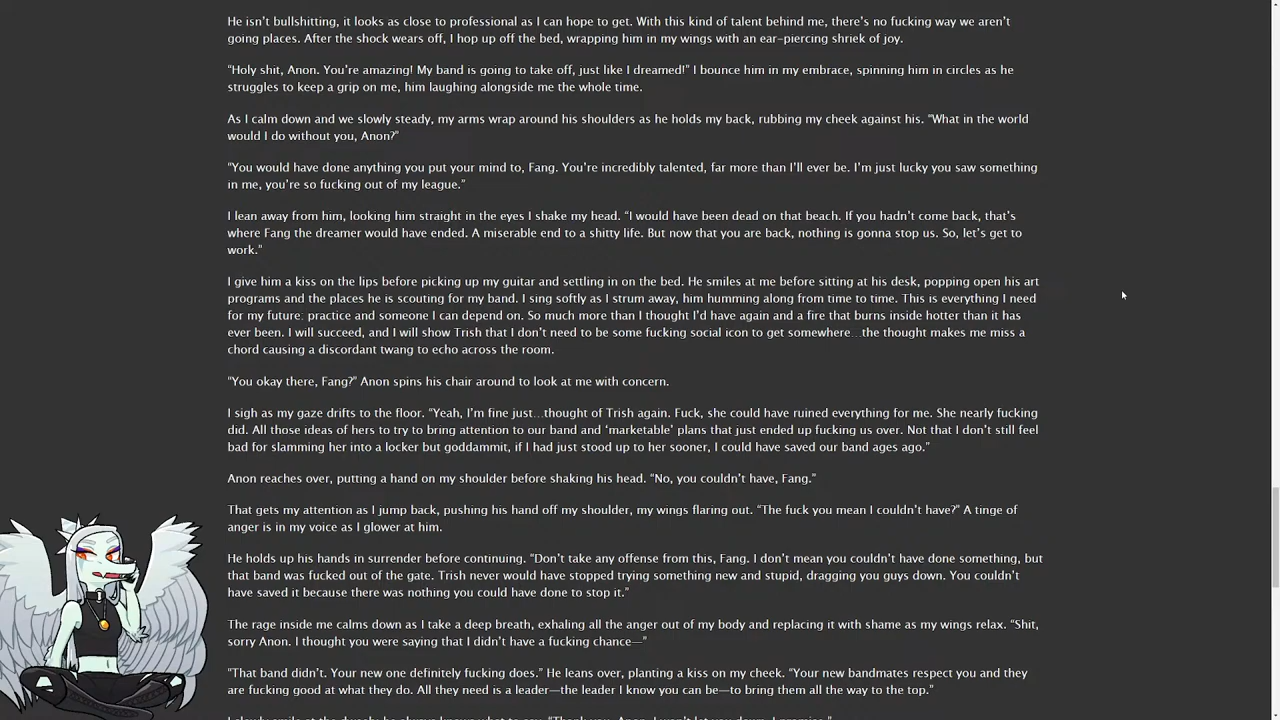 He isn't bullshitting, it looks as close to professional as I can hope to get. With this kind of talent behind me, there's no fucking way we aren't
going places. After the shock wears off, I hop up off the bed, wrapping him in my wings with an ear-piercing shriek of joy.
“Holy shit, Anon. You're amazing! My band is going to take off, just like I dreamed!” I bounce him in my embrace, spinning him in circles as he
struggles to keep a grip on me, him laughing alongside me the whole time.
As I calm down and we slowly steady, my arms wrap around his shoulders as he holds my back, rubbing my cheek against his. “What in the world
would I do without you, Anon?”
“You would have done anything you put your mind to, Fang. You're incredibly talented, far more than I'll ever be. I'm just lucky you saw something
in me, you're so fucking out of my league.”
I lean away from him, looking him straight in the eyes I shake my head. “I would have been dead on that beach. If you hadn't come back, that's
where Fang the dreamer would have ended. A miserable end to a shitty life. But now that you are back, nothing is gonna stop us. So, let's get to
work.”
I give him a kiss on the lips before picking up my guitar and settling in on the bed. He smiles at me before sitting at his desk, popping open his art
programs and the places he is scouting for my band. I sing softly as I strum away, him humming along from time to time. This is everything I need
for my future: practice and someone I can depend on. So much more than I thought I'd have again and a fire that burns inside hotter than it has
ever been. I will succeed, and I will show Trish that I don't need to be some fucking social icon to get somewhere…the thought makes me miss a
chord causing a discordant twang to echo across the room.
“You okay there, Fang?” Anon spins his chair around to look at me with concern.
I sigh as my gaze drifts to the floor. “Yeah, I'm fine just…thought of Trish again. Fuck, she could have ruined everything for me. She nearly fucking
did. All those ideas of hers to try to bring attention to our band and ‘marketable’ plans that just ended up fucking us over. Not that I don't still feel
bad for slamming her into a locker but goddammit, if I had just stood up to her sooner, I could have saved our band ages ago.”
Anon reaches over, putting a hand on my shoulder before shaking his head. “No, you couldn't have, Fang.”
That gets my attention as I jump back, pushing his hand off my shoulder, my wings flaring out. “The fuck you mean I couldn't have?” A tinge of
anger is in my voice as I glower at him.
He holds up his hands in surrender before continuing. “Don't take any offense from this, Fang. I don't mean you couldn't have done something, but
that band was fucked out of the gate. Trish never would have stopped trying something new and stupid, dragging you guys down. You couldn't
have saved it because there was nothing you could have done to stop it.”
The rage inside me calms down as I take a deep breath, exhaling all the anger out of my body and replacing it with shame as my wings relax. “Shit,
sorry Anon. I thought you were saying that I didn't have a fucking chance—”
“That band didn't. Your new one definitely fucking does.” He leans over, planting a kiss on my cheek. “Your new bandmates respect you and they
are fucking good at what they do. All they need is a leader—the leader I know you can be—to bring them all the way to the top.”